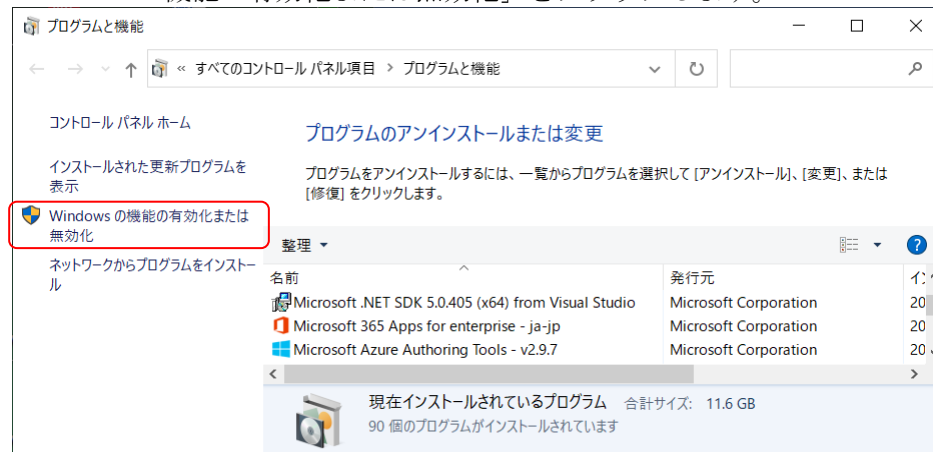 プログラムと機能
« すべてのコントロール パネル項目 > プログラムと機能
コントロール パネル ホーム
インストールされた更新プログラムを
表示
Windows の機能の有効化または
無効化
ネットワークからプログラムをインストー
ル
プログラムのアンインストールまたは変更
プログラムをアンインストールするには、一覧からプログラムを選択して [アンインストール]、[変更]、または
[修復] をクリックします。
整理
名前 発行元
Microsoft .NET SDK 5.0.405 (x64) from Visual Studio Microsoft Corporation 20
Microsoft 365 Apps for enterprise - ja-jp Microsoft Corporation 20
Microsoft Azure Authoring Tools - v2.9.7 Microsoft Corporation 20
現在インストールされているプログラム 合計サイズ: 11.6 GB
90 個のプログラムがインストールされています